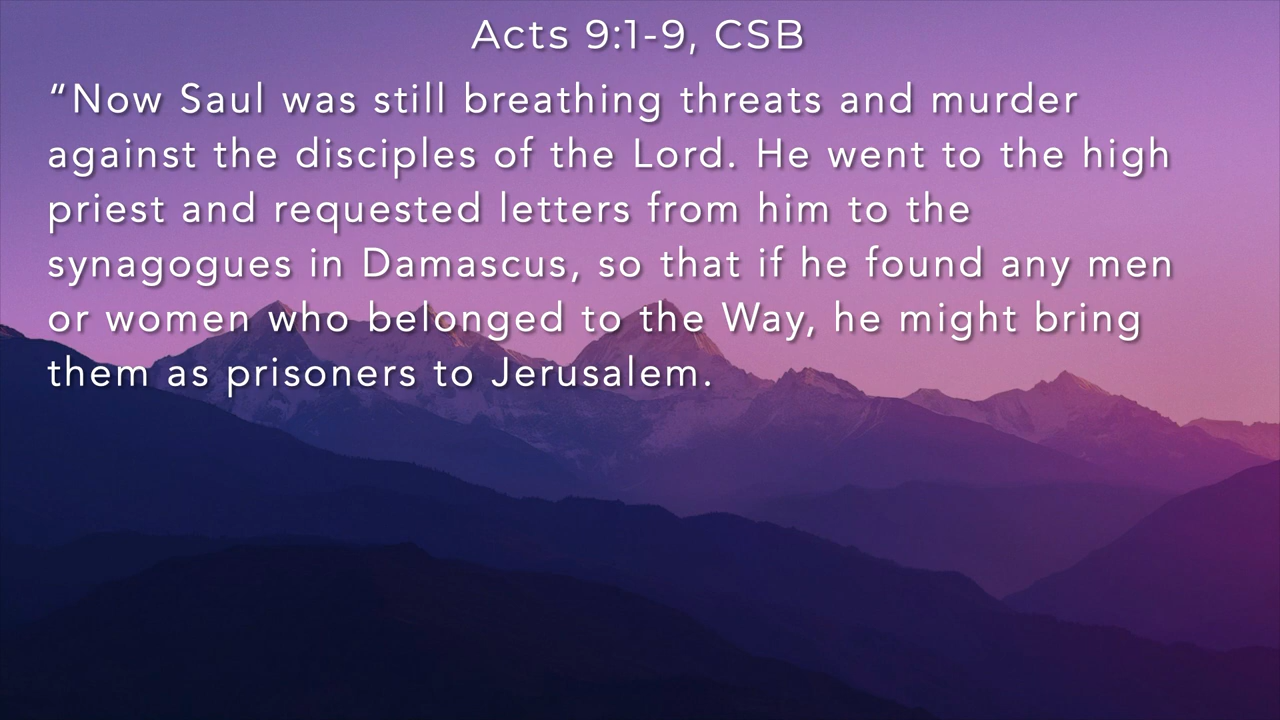 Acts 9:1-9, CSB
“Now Saul was still breathing threats and murder
against the disciples of the Lord. He went to the high
priest and requested letters from him to the
synagogues in Damascus, so that if he found any men
or women who belonged to the Way, he might bring
them as prisoners to Jerusalem.